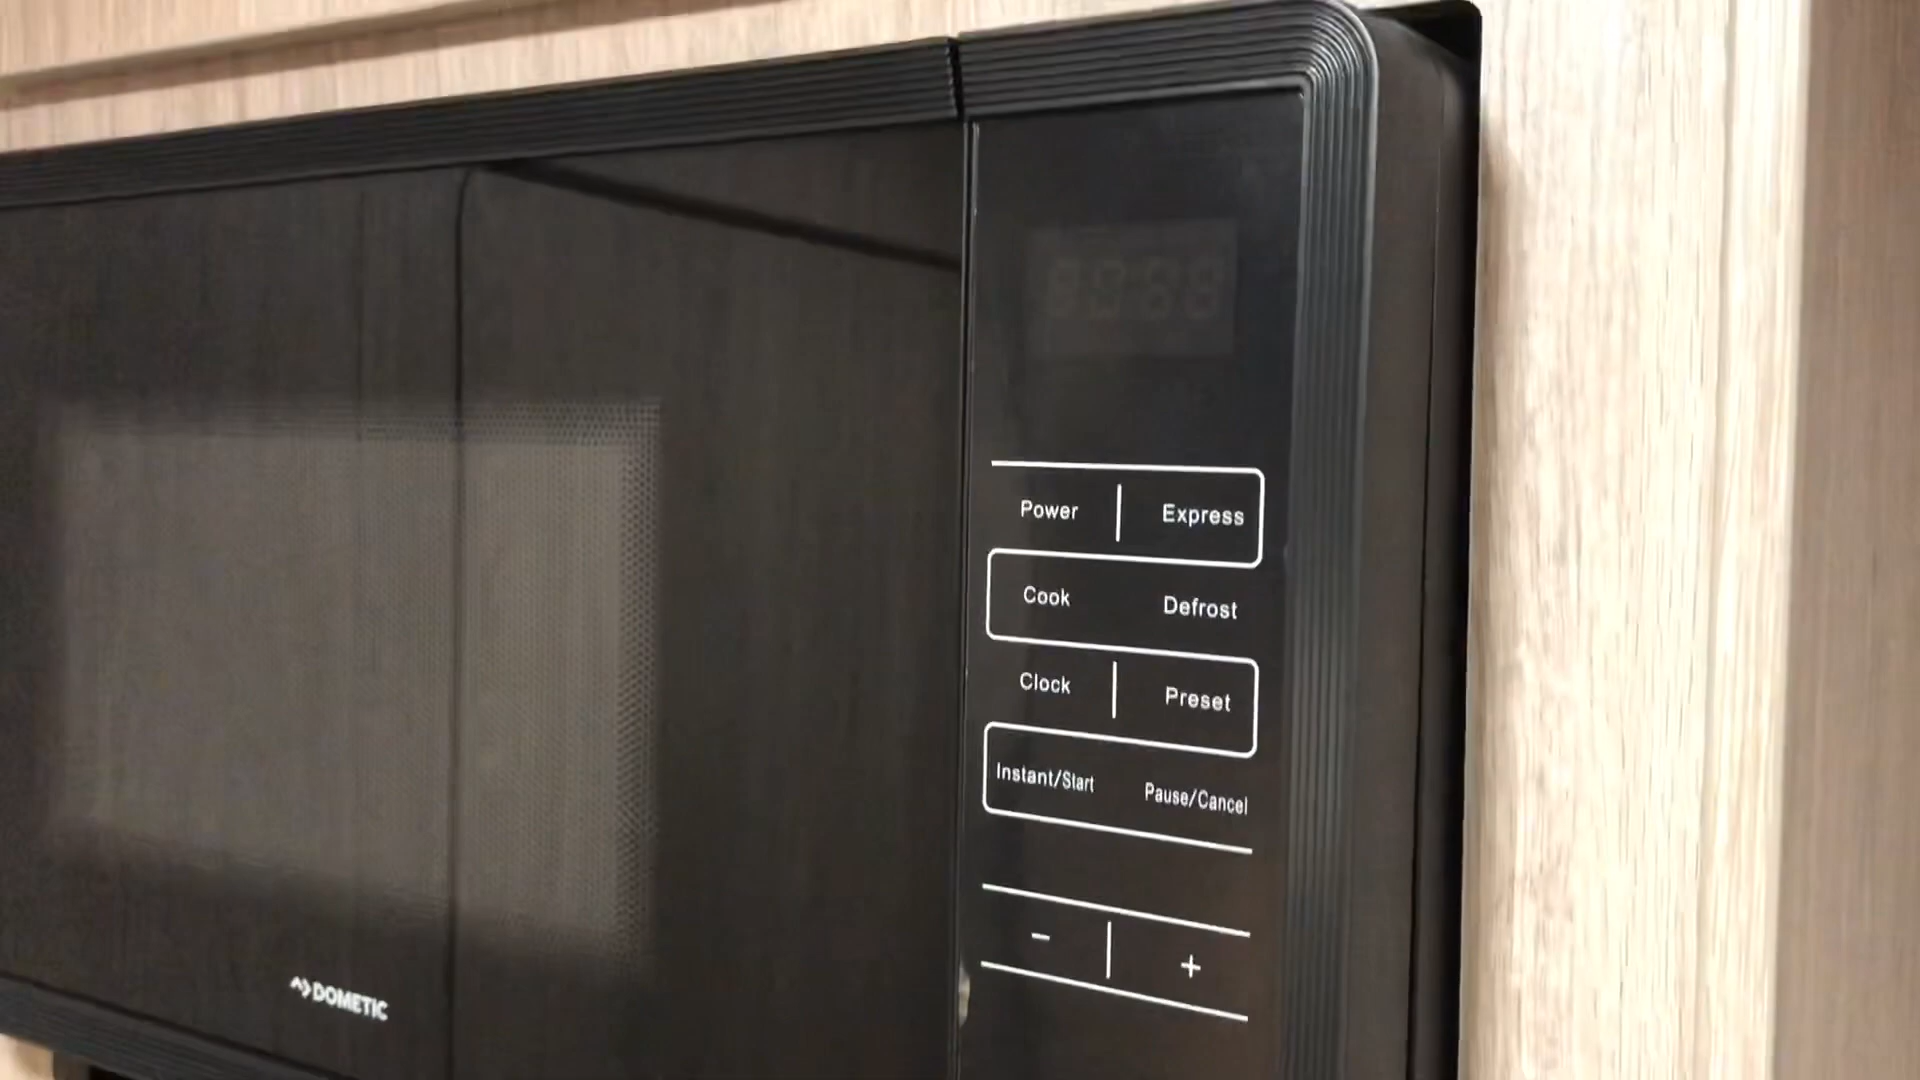 Power Express
Cook Defrost
Clock Preset
Instant/Start Pause/Cancel
- +
DOMETIC